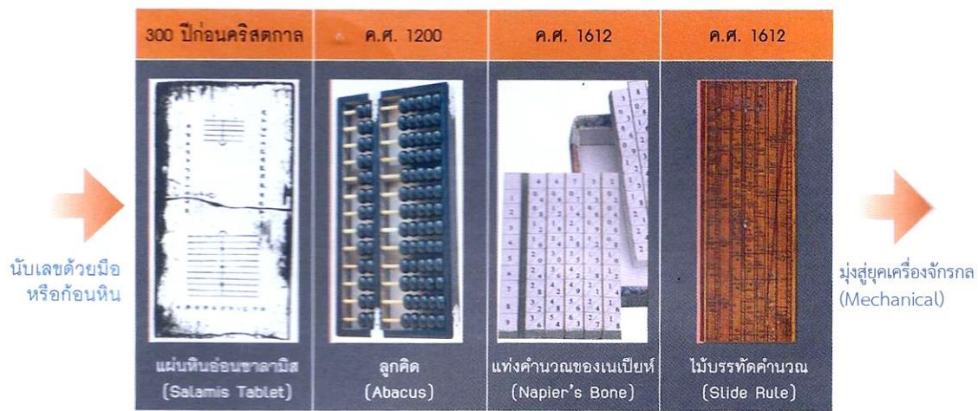 300 ปีก่อนคริสตกาล
ค.ศ. 1200
ค.ศ. 1612
ค.ศ. 1612
นับเลขด้วยมือ
หรือก้อนหิน
มุ่งสู่ยุคเครื่องจักรกล
(Mechanical)
แผ่นหินอ่อนซาลามิส
(Salamis Tablet)
ลูกคิด
(Abacus)
แท่งคำนวณของเนเปียห์
(Napier's Bone)
ไม้บรรทัดคำนวณ
(Slide Rule)